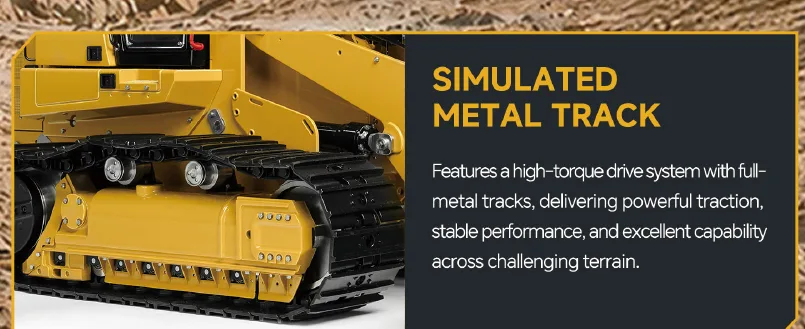 SIMULATED
METAL TRACK
Features a high-torque drive system with full-
metal tracks, delivering powerful traction,
stable performance, and excellent capability
across challenging terrain.